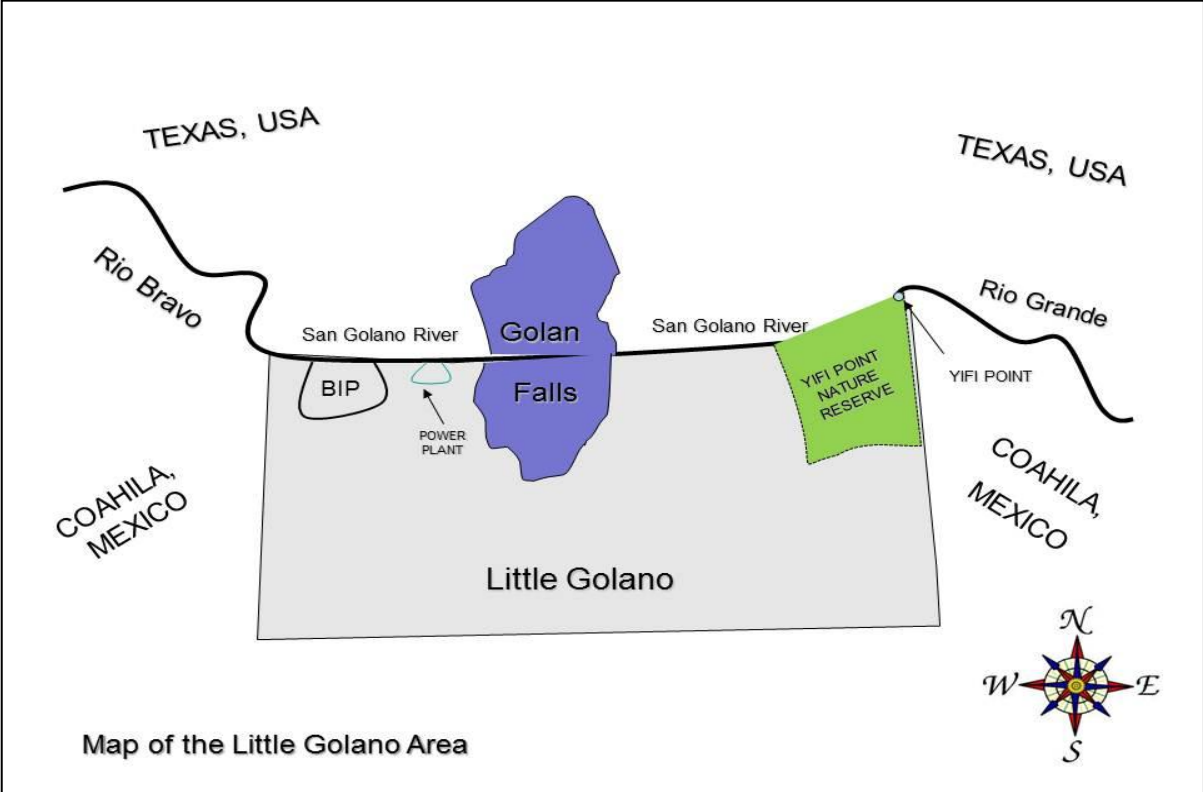 TEXAS, USA
TEXAS, USA
Rio Bravo
Rio Grande
San Golano River
Golan
Falls
San Golano River
YIFI POINT
NATURE
RESERVE
YIFI POINT
BIP
POWER
PLANT
COAHILA,
MEXICO
COAHILA,
MEXICO
Little Golano
N
W
E
S
Map of the Little Golano Area